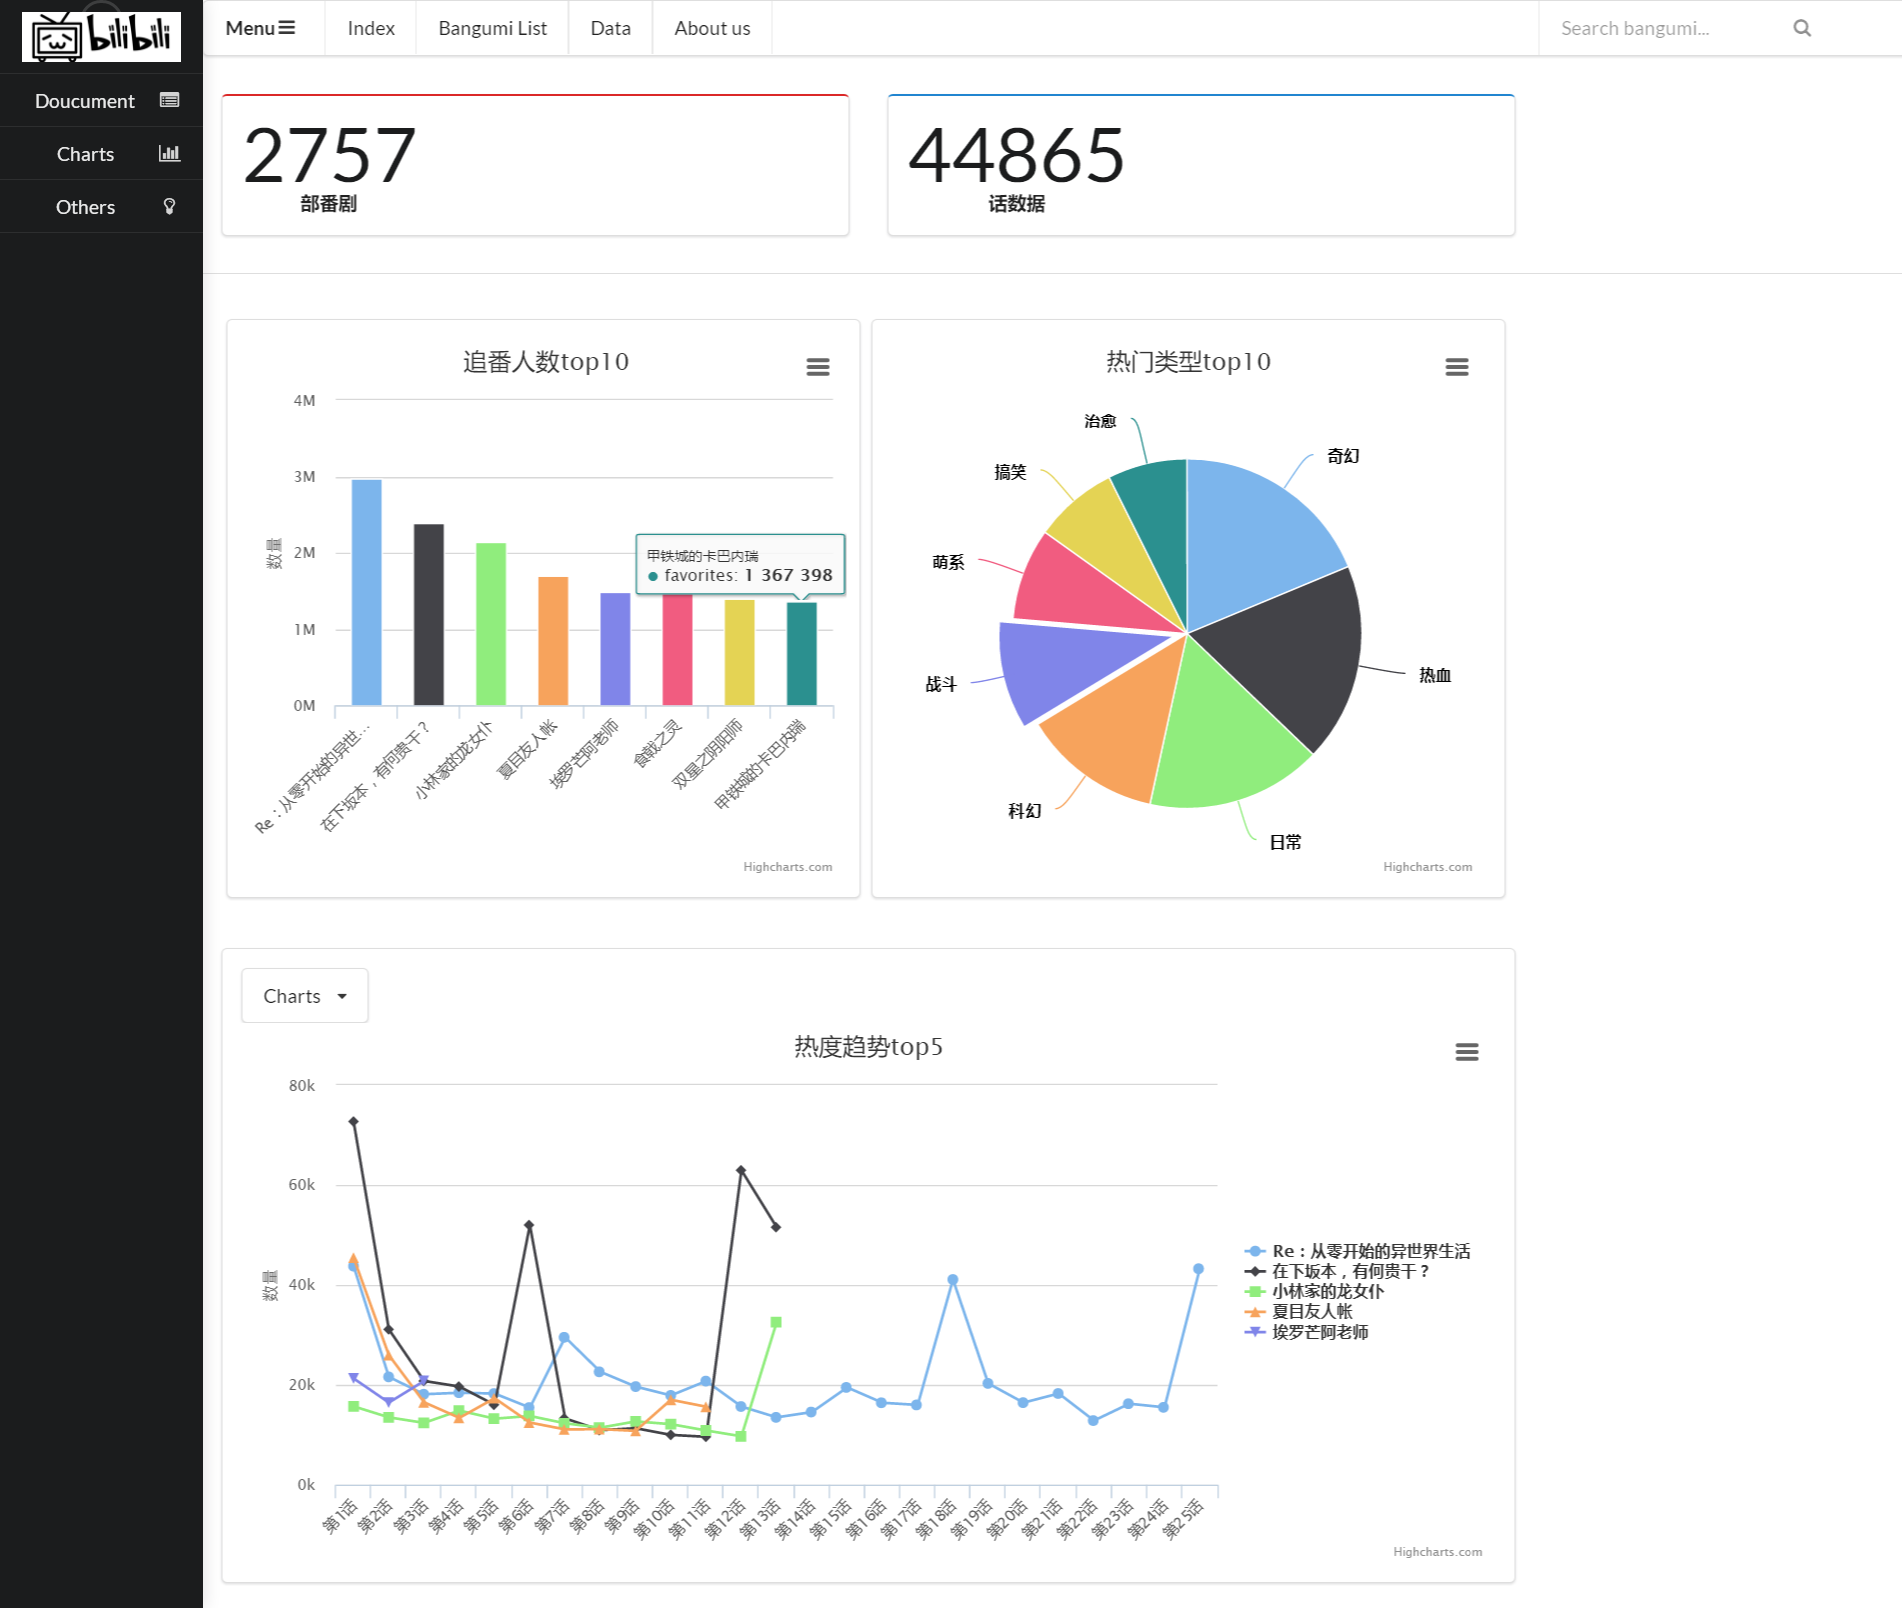 bilibili
Menu
Index
Bangumi List
Data
About us
Search bangumi...
Doucument
Charts
Others
2757
部番剧
44865
话数据
追番人数top10
4M
3M
2M
1M
0M
数量
甲铁城的卡巴内瑞
favorites: 1 367 398
Re：从零开始的异世…
在下坂本，有何贵干？
小林家的龙女仆
夏目友人帐
埃罗芒阿老师
食戟之灵
双星之阴阳师
甲铁城的卡巴内瑞
Highcharts.com
热门类型top10
治愈
奇幻
搞笑
萌系
热血
战斗
科幻
日常
Highcharts.com
Charts
热度趋势top5
80k
60k
40k
20k
0k
数量
Re：从零开始的异世界生活
在下坂本，有何贵干？
小林家的龙女仆
夏目友人帐
埃罗芒阿老师
第1话
第2话
第3话
第4话
第5话
第6话
第7话
第8话
第9话
第10话
第11话
第12话
第13话
第14话
第15话
第16话
第17话
第18话
第19话
第20话
第21话
第22话
第23话
第24话
第25话
Highcharts.com